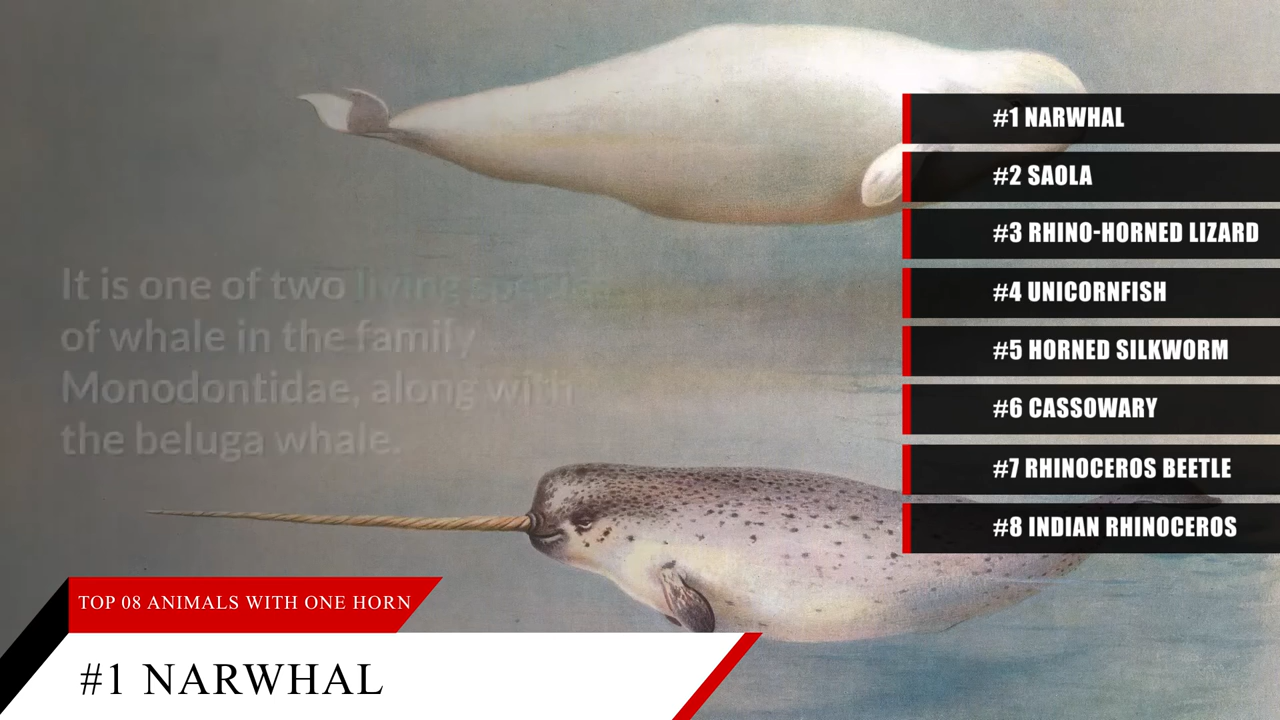 It is one of two living species
of whale in the family
Monodontidae, along with
the beluga whale.
#1 NARWHAL
#2 SAOLA
#3 RHINO-HORNED LIZARD
#4 UNICORNFISH
#5 HORNED SILKWORM
#6 CASSOWARY
#7 RHINOCEROS BEETLE
#8 INDIAN RHINOCEROS
TOP 08 ANIMALS WITH ONE HORN
#1 NARWHAL